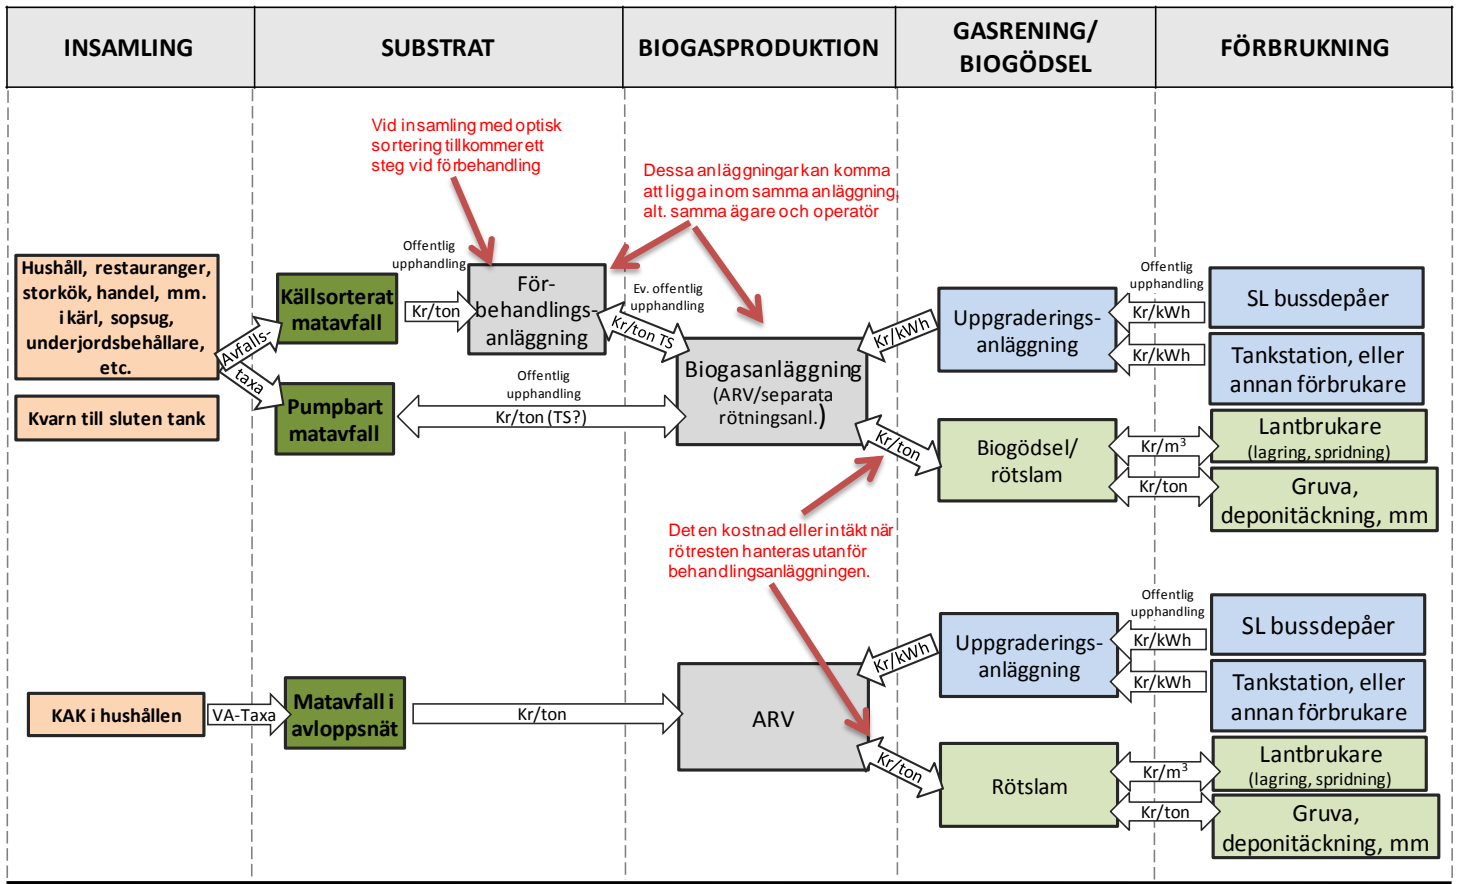 INSAMLING
SUBSTRAT
BIOGASPRODUKTION
GASRENING/
BIOGÖDSEL
FÖRBRUKNING
Vid insamling med optisk
sortering tillkommer ett
steg vid förbehandling
Dessa anläggningar kan komma
att ligga inom samma anläggning,
alt. samma ägare och operatör
Hushåll, restauranger,
storkök, handel, mm.
i kärl, sopsug,
underjordsbehållare,
etc.
Kvarn till sluten tank
Avfalls-
taxa
Källsorterat
matavfall
Pumpbart
matavfall
Offentlig
upphandling
Kr/ton
För-
behandlings-
anläggning
Ev. offentlig
upphandling
Kr/ton TS
Offentlig
upphandling
Kr/ton (TS?)
Biogasanläggning
(ARV/separata
rötningsanl.)
Kr/kWh
Kr/ton
Uppgraderings-
anläggning
Biogödsel/
rötslam
Offentlig
upphandling
Kr/kWh
Kr/kWh
Kr/m³
Kr/ton
SL bussdepåer
Tankstation, eller
annan förbrukare
Lantbrukare
(lagring, spridning)
Gruva,
deponitäckning, mm
Det en kostnad eller intäkt när
rötresten hanteras utanför
behandlingsanläggningen.
KAK i hushållen
VA-Taxa
Matavfall i
avloppsnät
Kr/ton
ARV
Kr/kWh
Kr/ton
Uppgraderings-
anläggning
Rötslam
Offentlig
upphandling
Kr/kWh
Kr/kWh
Kr/m³
Kr/ton
SL bussdepåer
Tankstation, eller
annan förbrukare
Lantbrukare
(lagring, spridning)
Gruva,
deponitäckning, mm